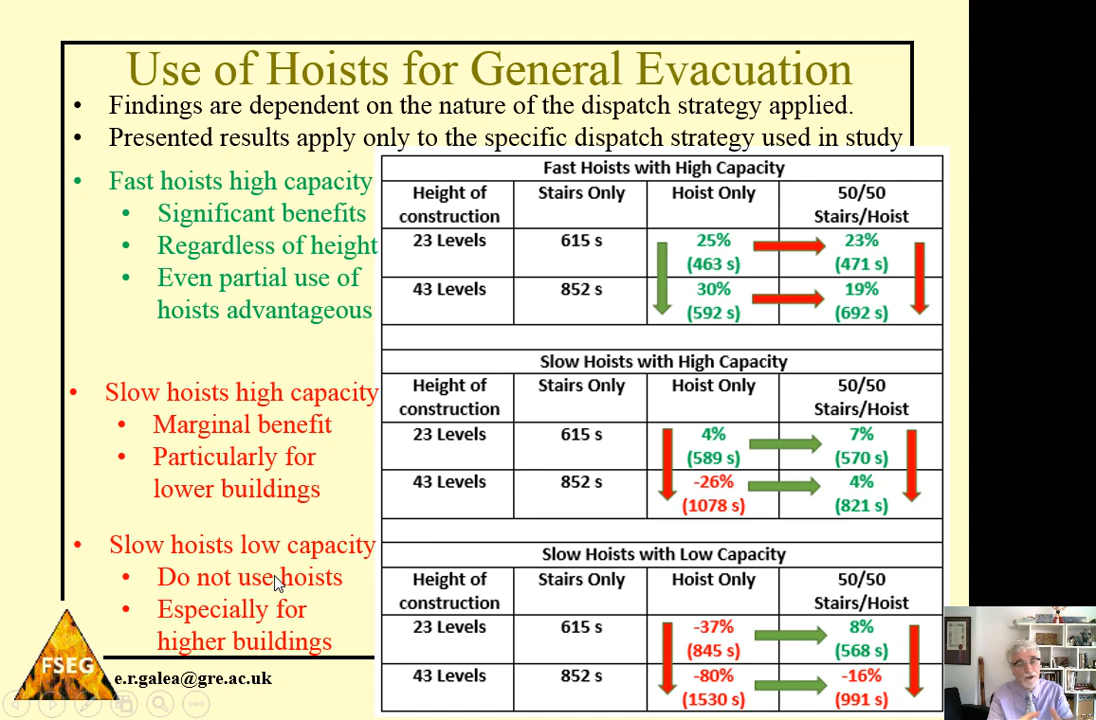 Use of Hoists for General Evacuation
• Findings are dependent on the nature of the dispatch strategy applied.
• Presented results apply only to the specific dispatch strategy used in study
• Fast hoists high capacity
• Significant benefits
• Regardless of height
• Even partial use of
hoists advantageous
• Slow hoists high capacity
• Marginal benefit
• Particularly for
lower buildings
• Slow hoists low capacity
• Do not use hoists
• Especially for
higher buildings
Fast Hoists with High Capacity
Height of construction Stairs Only Hoist Only 50/50 Stairs/Hoist
23 Levels 615 s 25% (463 s) 23% (471 s)
43 Levels 852 s 30% (592 s) 19% (692 s)
Slow Hoists with High Capacity
Height of construction Stairs Only Hoist Only 50/50 Stairs/Hoist
23 Levels 615 s 4% (589 s) 7% (570 s)
43 Levels 852 s -26% (1078 s) 4% (821 s)
Slow Hoists with Low Capacity
Height of construction Stairs Only Hoist Only 50/50 Stairs/Hoist
23 Levels 615 s -37% (845 s) 8% (568 s)
43 Levels 852 s -80% (1530 s) -16% (991 s)
FSEG
e.r.galea@gre.ac.uk